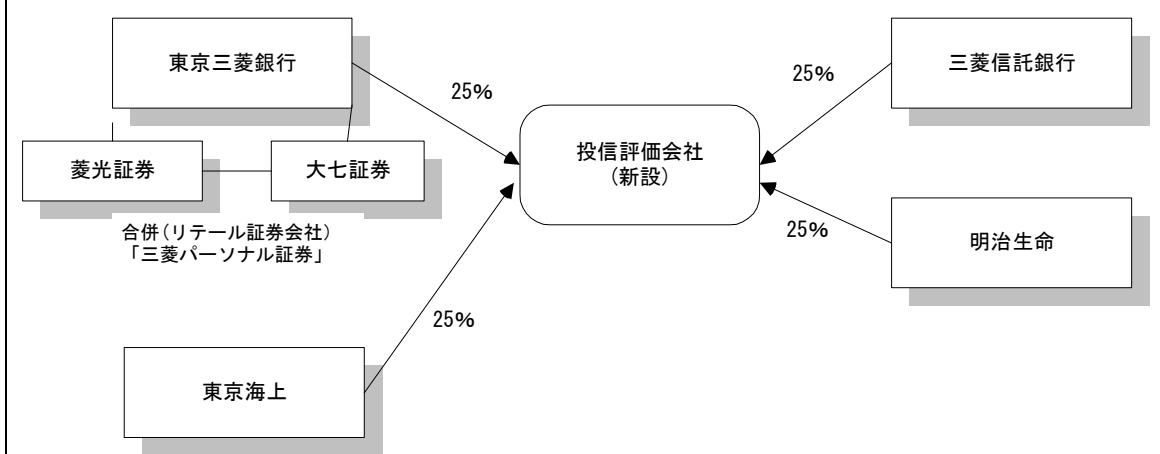 東京三菱銀行
25%
菱光証券
大七証券
合併(リテール証券会社)
「三菱パーソナル証券」
25%
東京海上
投信評価会社
(新設)
25%
三菱信託銀行
25%
明治生命